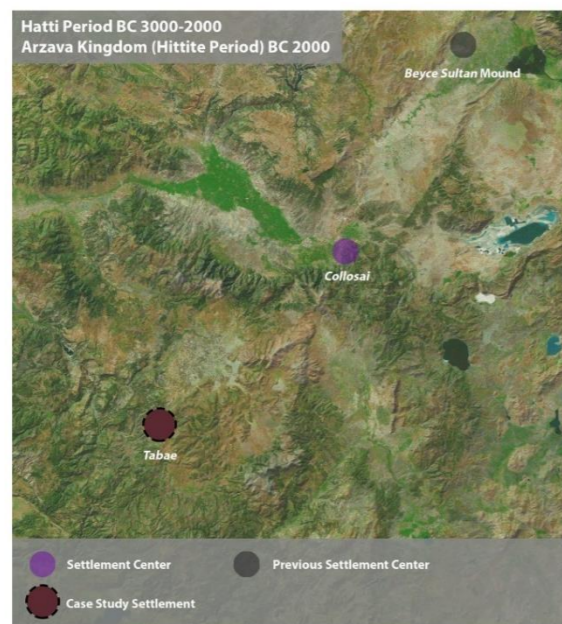 Hatti Period BC 3000-2000
Arzava Kingdom (Hittite Period) BC 2000
Beyce Sultan Mound
Collosai
Tabae
Settlement Center
Previous Settlement Center
Case Study Settlement